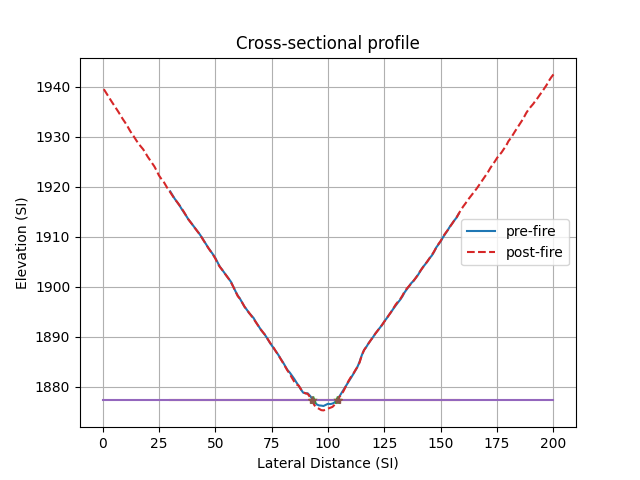 Cross-sectional profile
Elevation (SI)
1940
1930
1920
1910
1900
1890
1880
pre-fire
post-fire
0 25 50 75 100 125 150 175 200
Lateral Distance (SI)